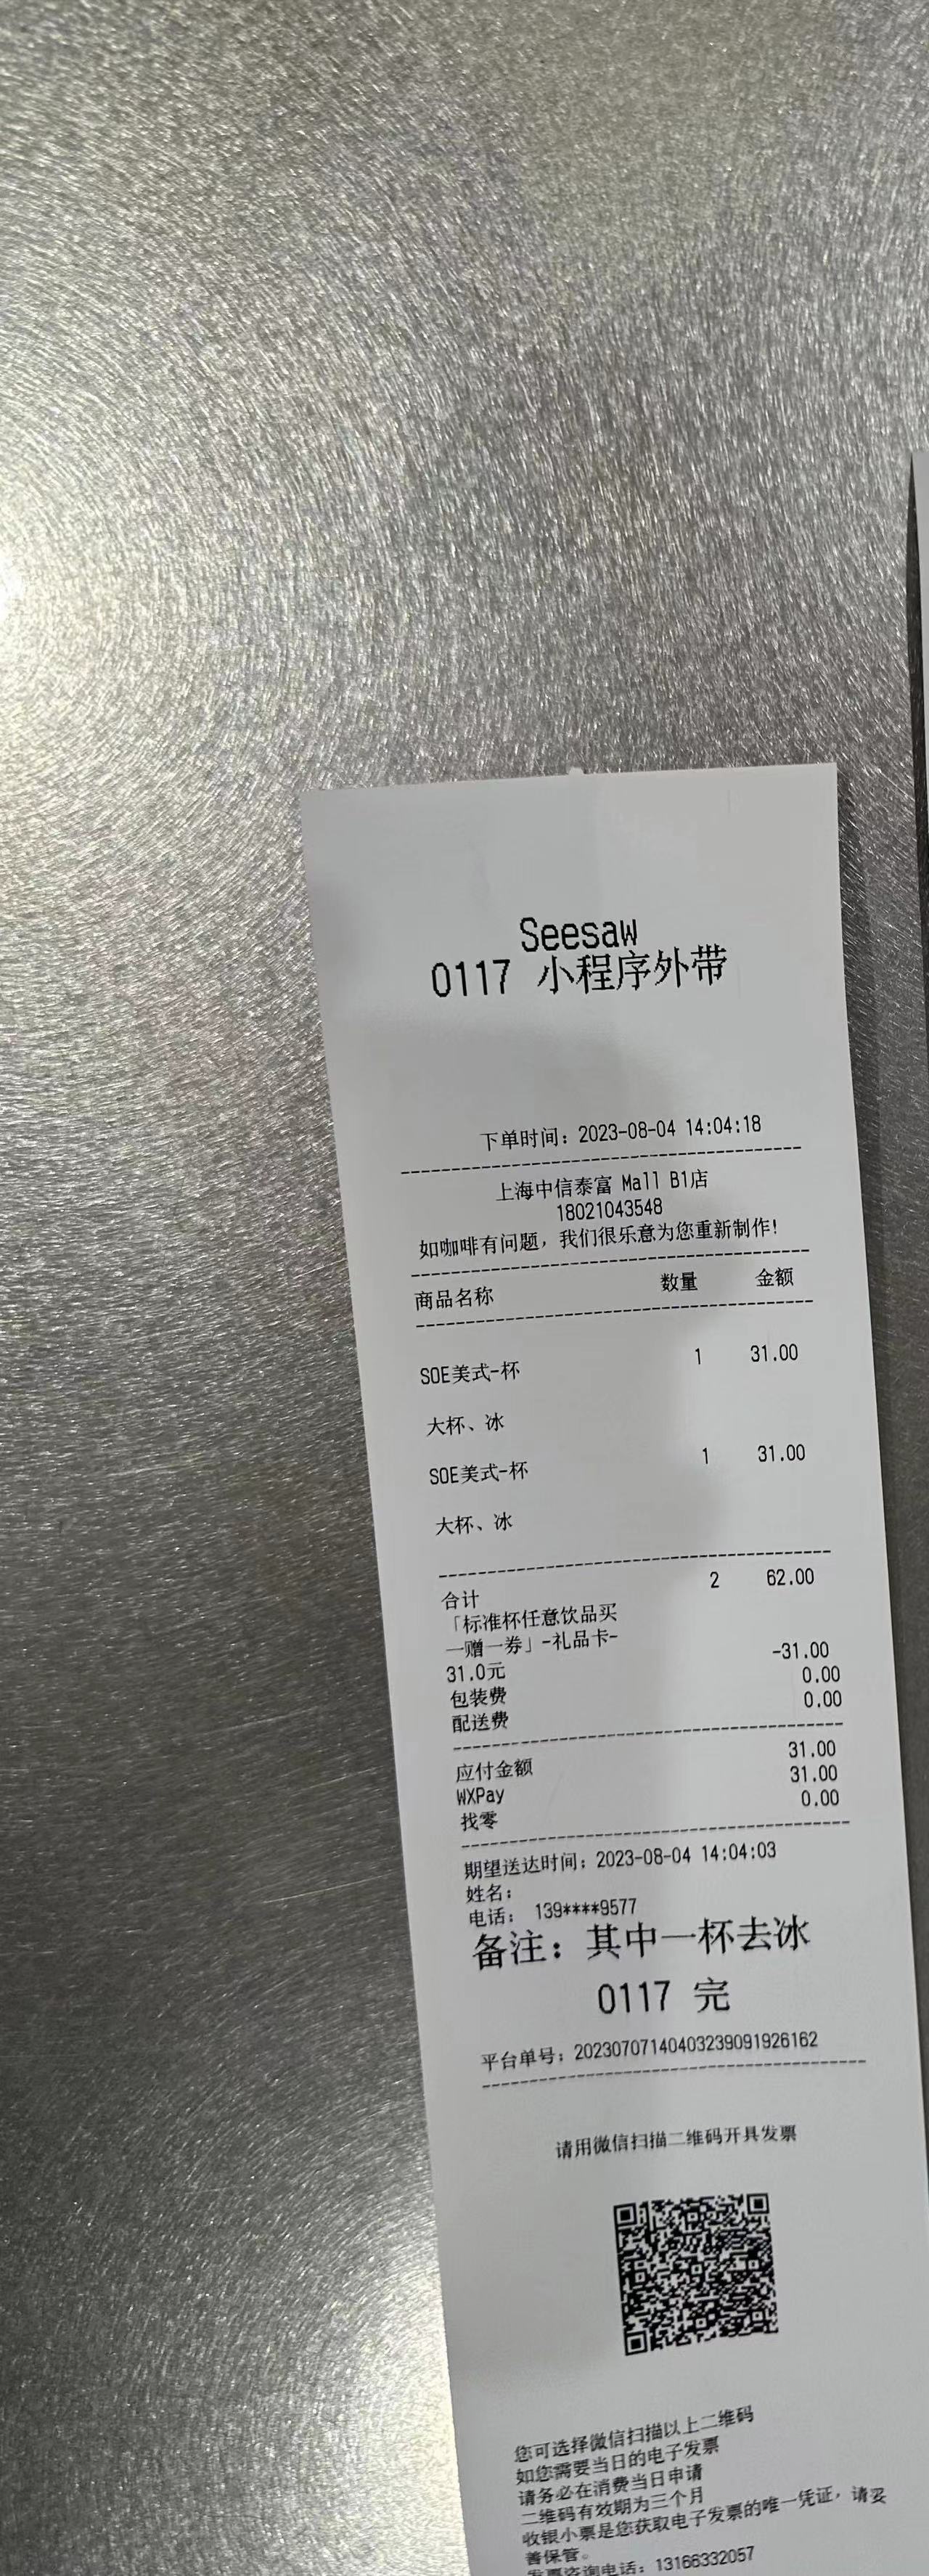 Seesaw
0117 小程序外带
下单时间：2023-08-04 14:04:18
上海中信泰富 Mall B1店
18021043548
如咖啡有问题，我们很乐意为您重新制作！
商品名称 数量 金额
SOE美式-杯 1 31.00
大杯、冰
SOE美式-杯 1 31.00
大杯、冰
合计 2 62.00
「标准杯任意饮品买
一赠一券」-礼品卡-
31.0元 -31.00
包装费 0.00
配送费 0.00
应付金额 31.00
WXPay 31.00
找零 0.00
期望送达时间：2023-08-04 14:04:03
姓名：
电话： 139****9577
备注：其中一杯去冰
0117 完
平台单号：20230707140403239091926162
请用微信扫描二维码开具发票
您可选择微信扫描以上二维码
如您需要当日的电子发票
请务必在消费当日申请
二维码有效期为三个月
收银小票是您获取电子发票的唯一凭证，请妥
善保管。
发票咨询电话：13166332057